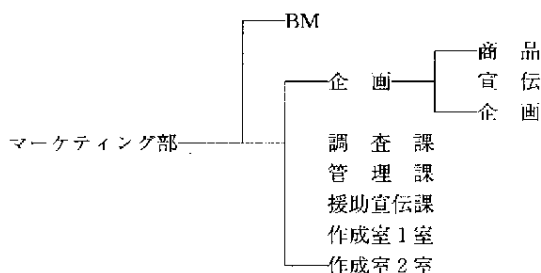 BM
商品
企画
宣伝
企画
マーケティング部
調査課
管理課
援助宣伝課
作成室1室
作成室2室